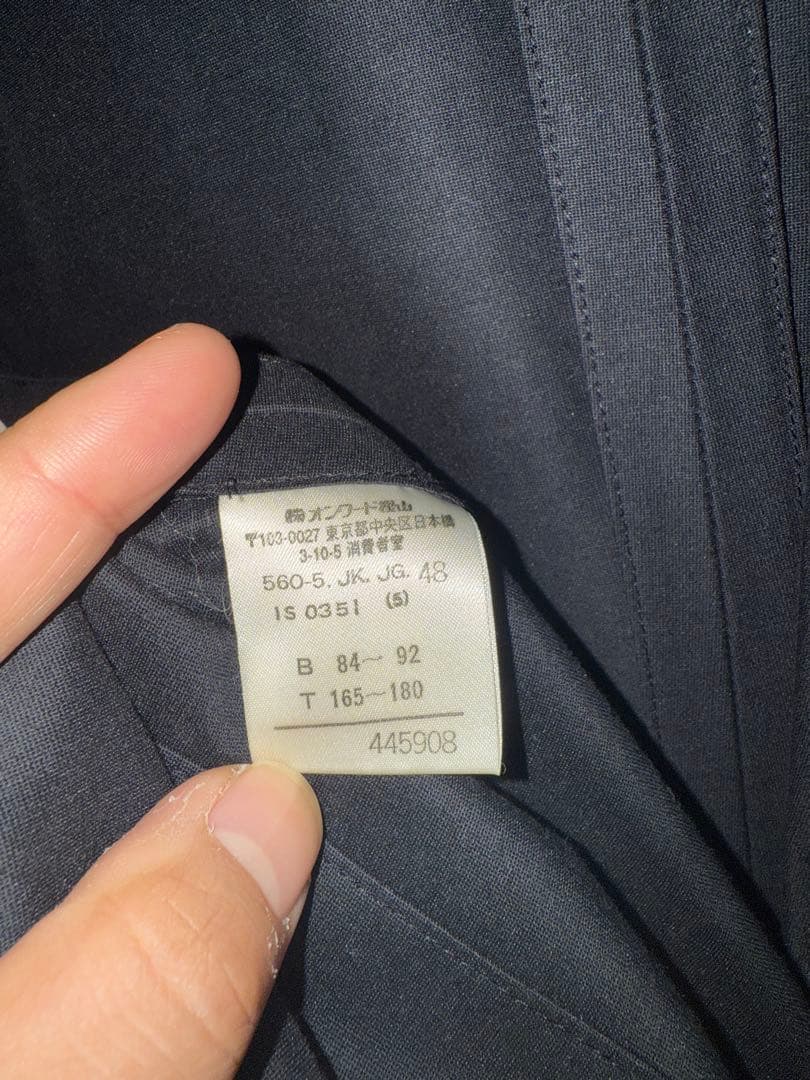 ㈱オンワード樫山
〒103-0027 東京都中央区日本橋
3-10-5 消費者室
560-5. JK. JG. 48
IS 0351 (5)
B 84~ 92
T 165~180
445908